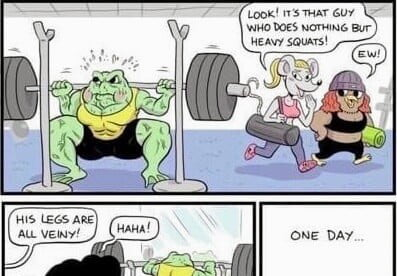 LOOK! IT'S THAT GUY
WHO DOES NOTHING BUT
HEAVY SQUATS!
EW!
HIS LEGS ARE
ALL VEINY!
HAHA!
ONE DAY...